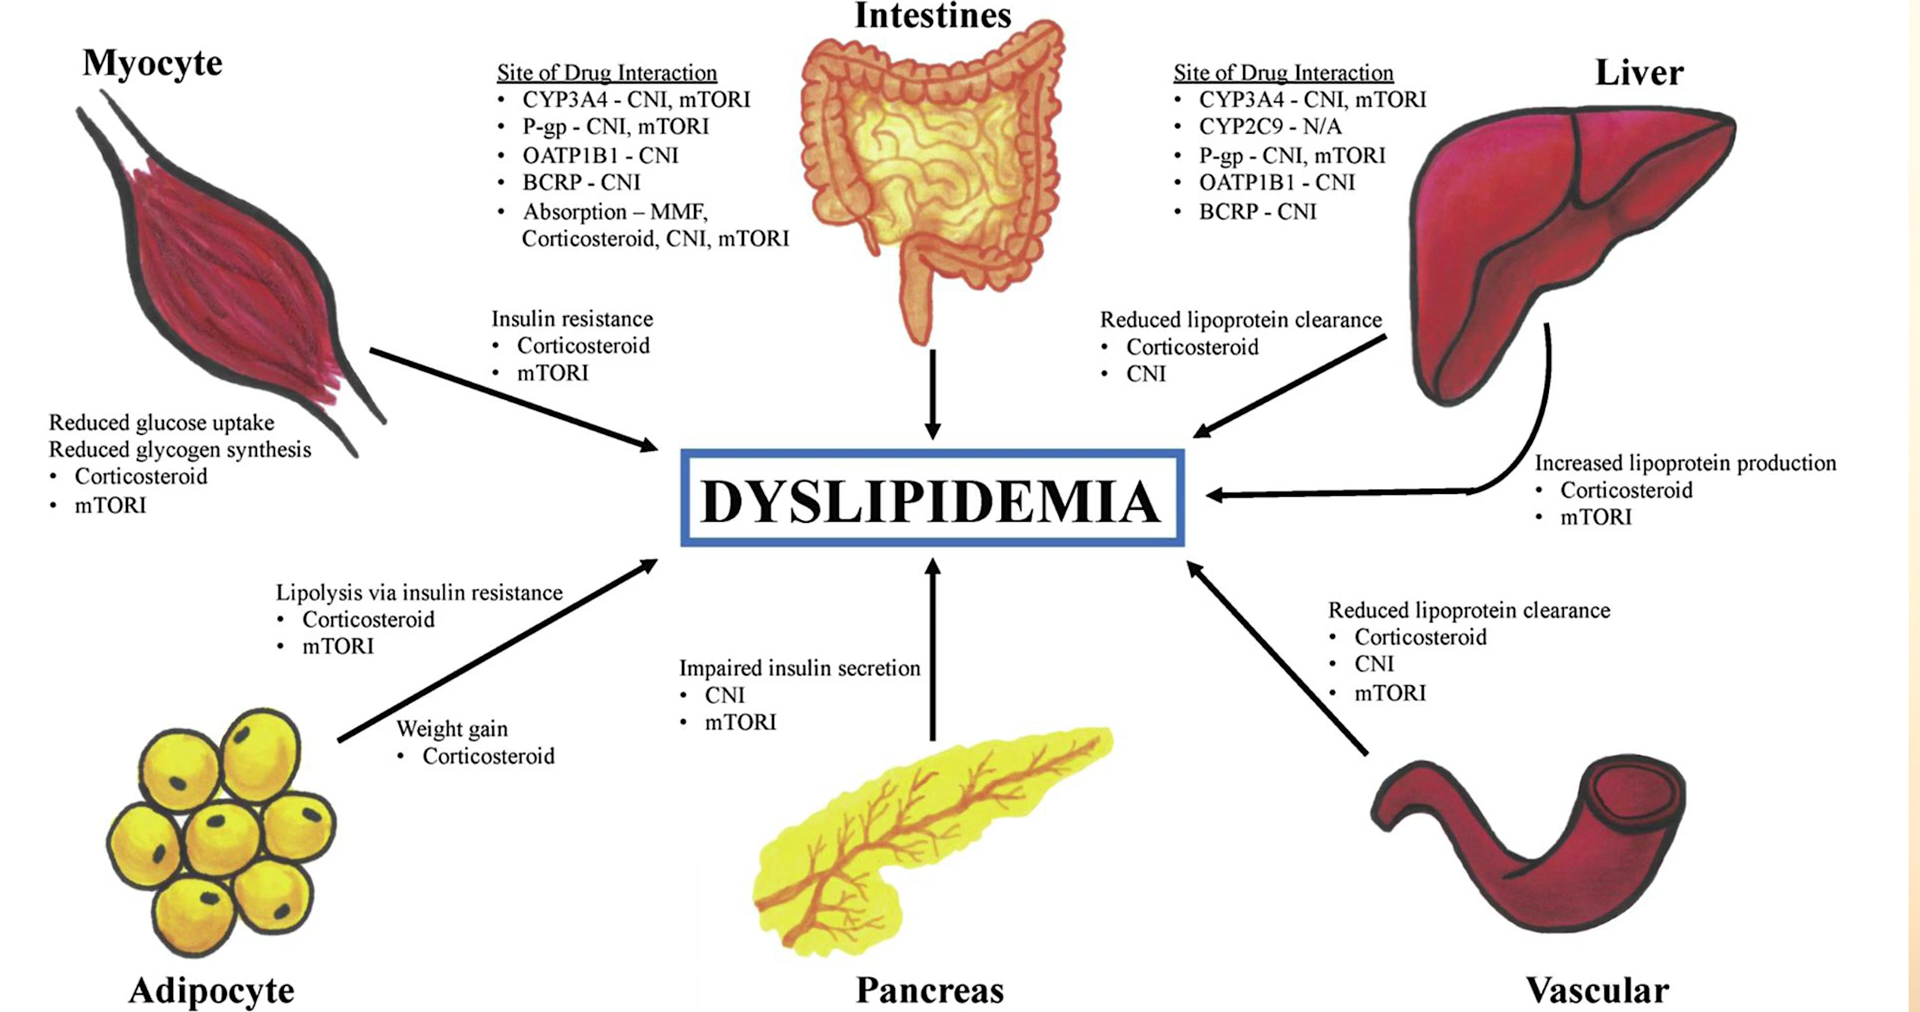 Intestines
Myocyte
Site of Drug Interaction
• CYP3A4 - CNI, mTORI
• P-gp - CNI, mTORI
• OATP1B1 - CNI
• BCRP - CNI
• Absorption – MMF,
Corticosteroid, CNI, mTORI
Site of Drug Interaction
• CYP3A4 - CNI, mTORI
• CYP2C9 - N/A
• P-gp - CNI, mTORI
• OATP1B1 - CNI
• BCRP - CNI
Liver
Insulin resistance
• Corticosteroid
• mTORI
Reduced lipoprotein clearance
• Corticosteroid
• CNI
Reduced glucose uptake
Reduced glycogen synthesis
• Corticosteroid
• mTORI
DYSLIPIDEMIA
Increased lipoprotein production
• Corticosteroid
• mTORI
Lipolysis via insulin resistance
• Corticosteroid
• mTORI
Weight gain
• Corticosteroid
Impaired insulin secretion
• CNI
• mTORI
Reduced lipoprotein clearance
• Corticosteroid
• CNI
• mTORI
Adipocyte
Pancreas
Vascular